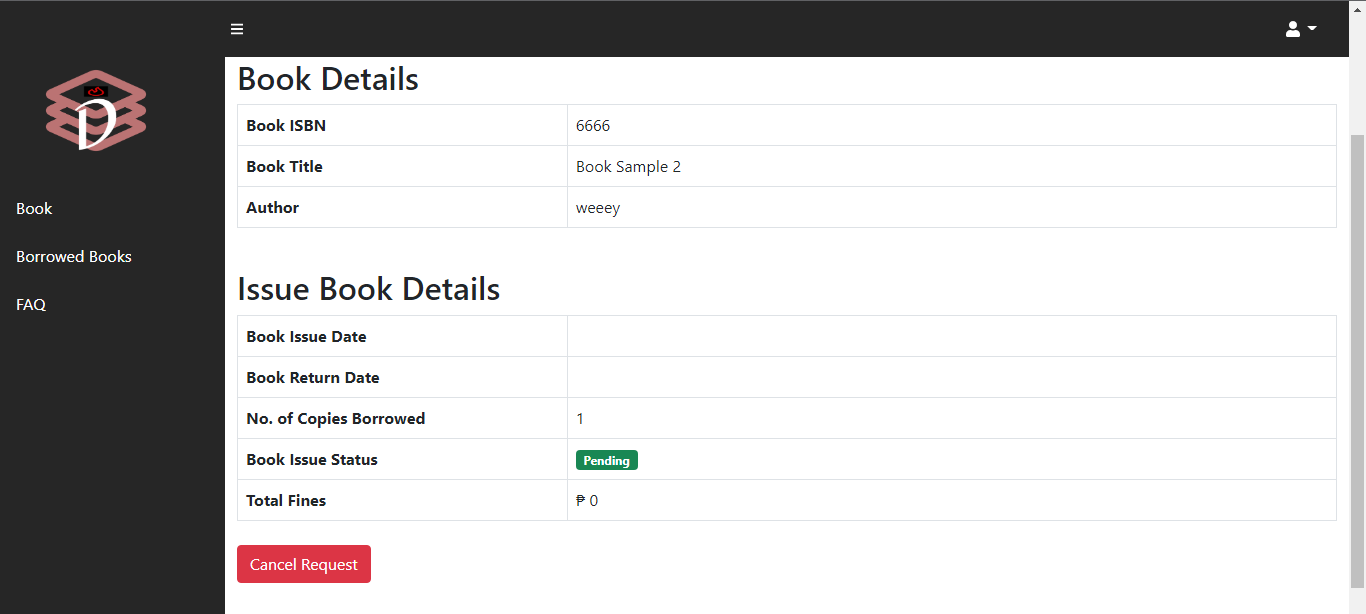 Book Details
Book ISBN 6666
Book Title Book Sample 2
Author weeey
Book
Borrowed Books
FAQ
Issue Book Details
Book Issue Date
Book Return Date
No. of Copies Borrowed 1
Book Issue Status Pending
Total Fines ₱ 0
Cancel Request